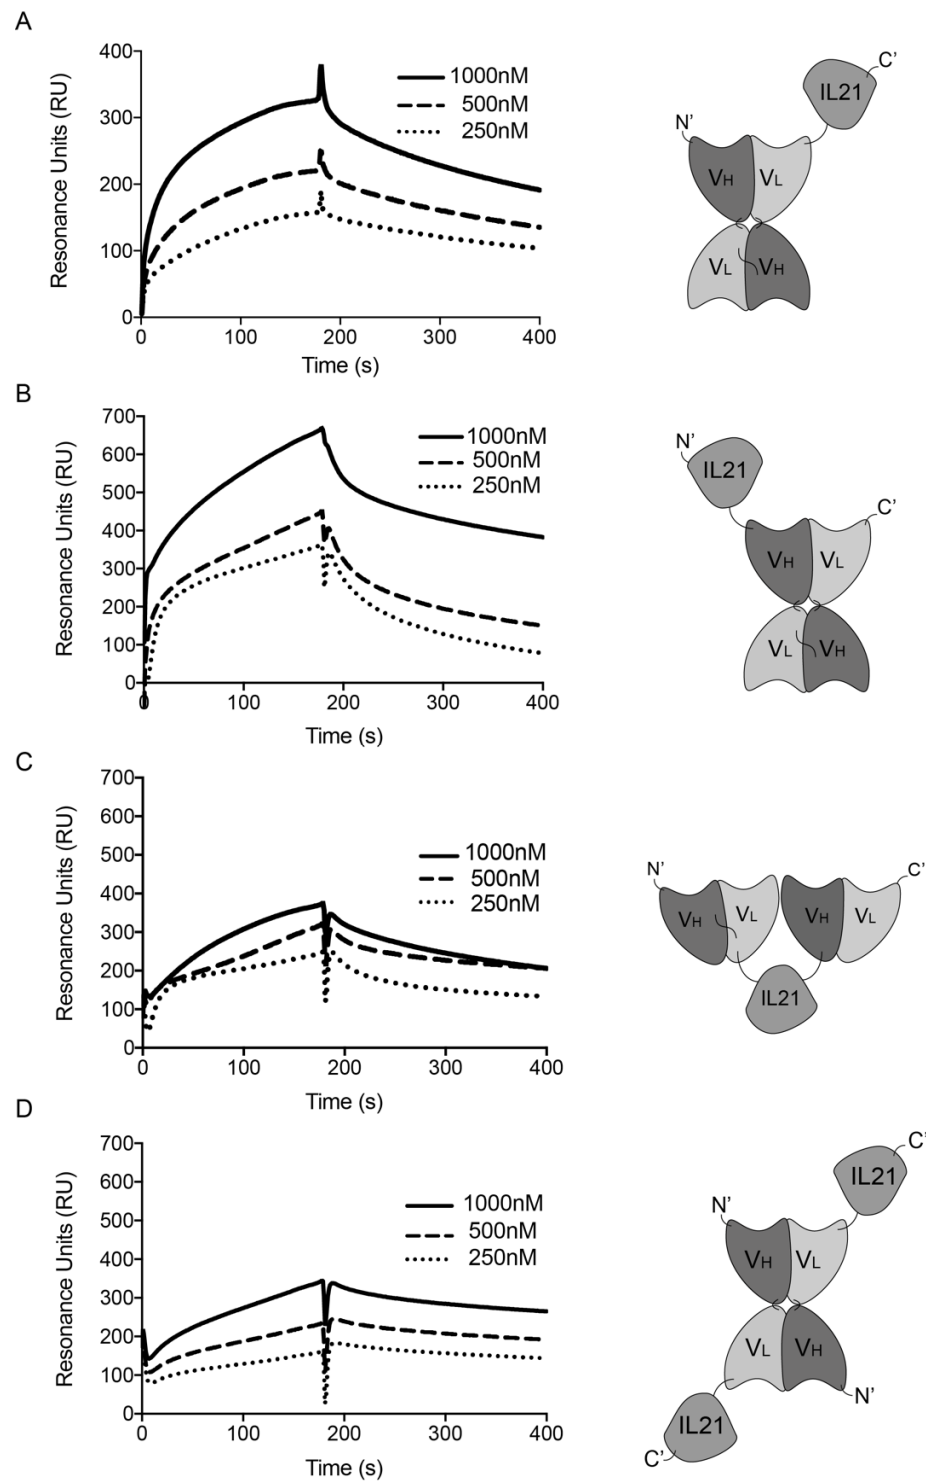 A
Resonance Units (RU)
400
300
200
100
0
0 100 200 300 400
Time (s)
1000nM
500nM
250nM
N'
VH VL
VL VH
IL21
C'
B
Resonance Units (RU)
700
600
500
400
300
200
100
0
0 100 200 300 400
Time (s)
1000nM
500nM
250nM
N'
IL21
C'
VH VL
VL VH
C
Resonance Units (RU)
700
600
500
400
300
200
100
0
0 100 200 300 400
Time (s)
1000nM
500nM
250nM
N'
C'
VH VL VH VL
IL21
D
Resonance Units (RU)
700
600
500
400
300
200
100
0
0 100 200 300 400
Time (s)
1000nM
500nM
250nM
C'
IL21
N'
VH VL
VL VH
N'
IL21
C'